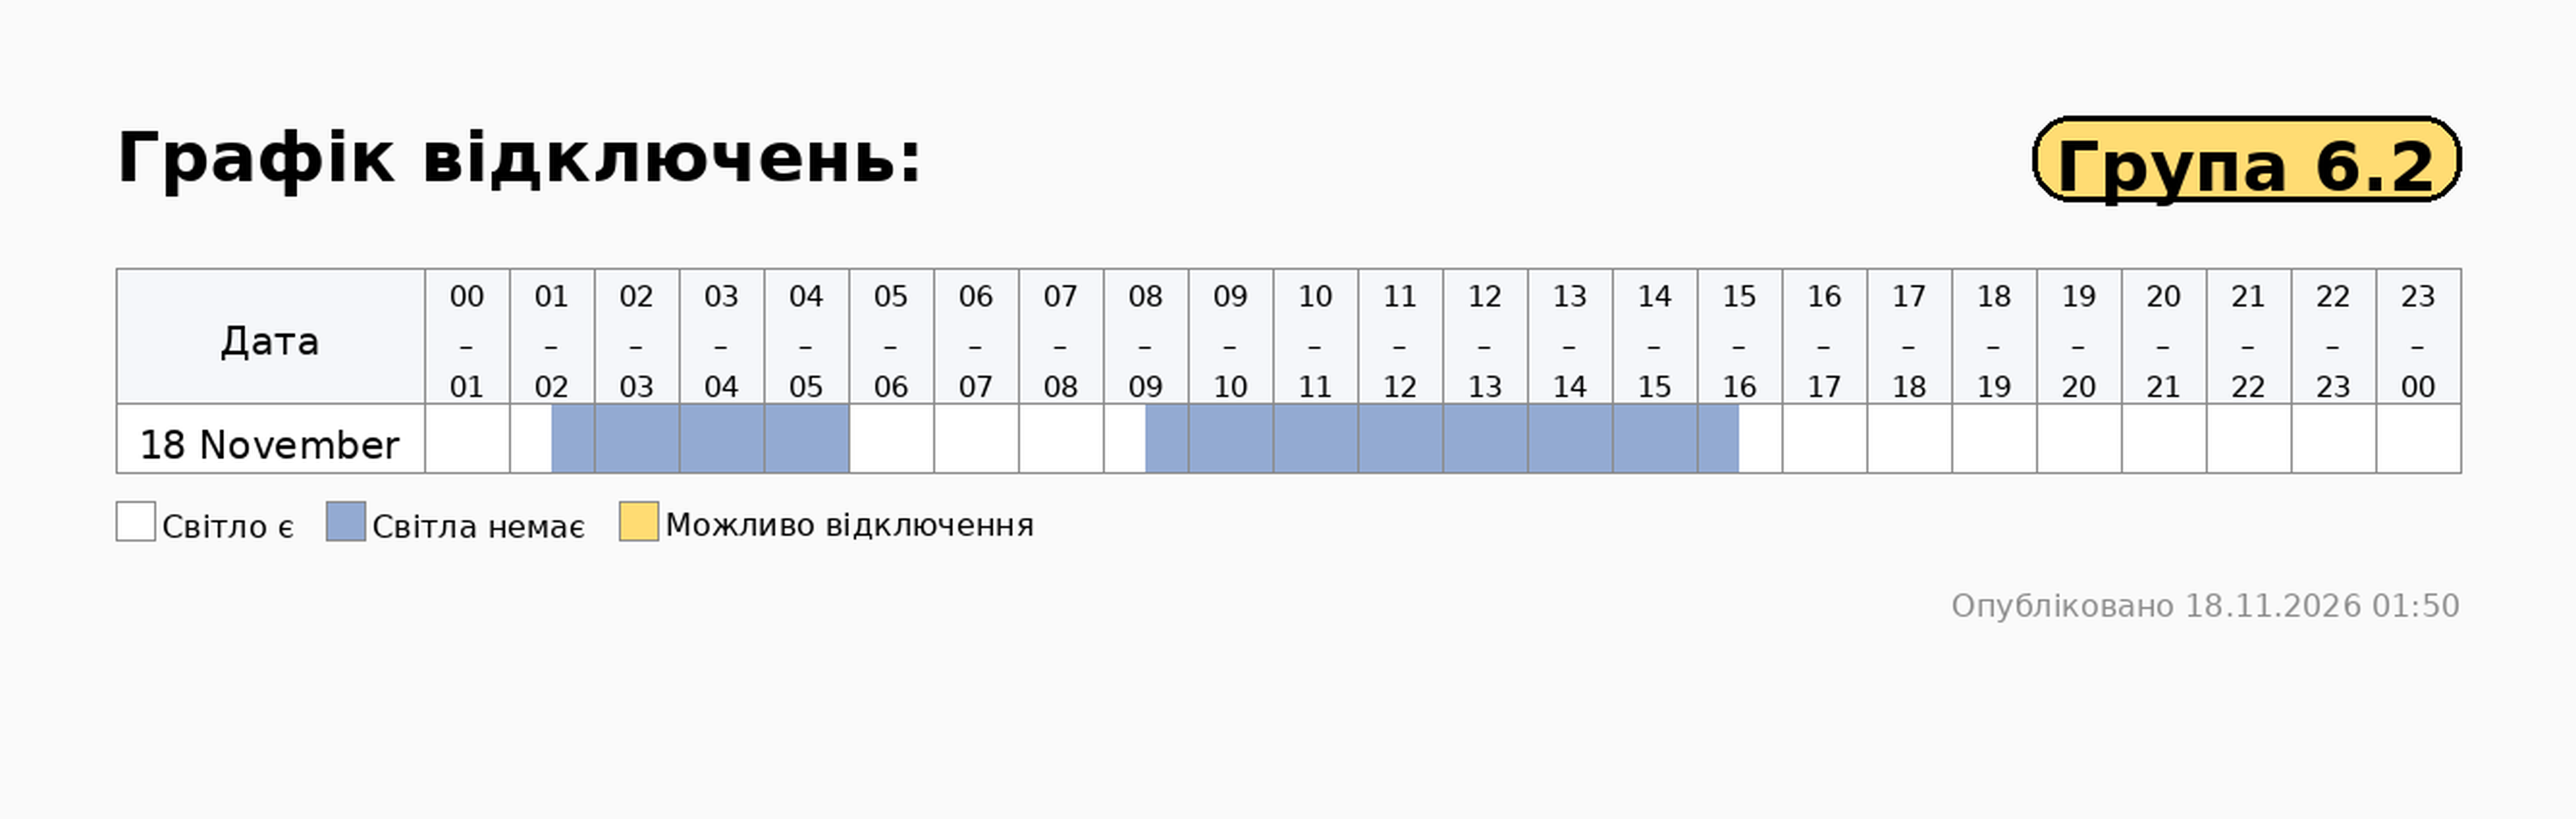 Графік відключень:
Група 6.2
Дата
00 – 01
01 – 02
02 – 03
03 – 04
04 – 05
05 – 06
06 – 07
07 – 08
08 – 09
09 – 10
10 – 11
11 – 12
12 – 13
13 – 14
14 – 15
15 – 16
16 – 17
17 – 18
18 – 19
19 – 20
20 – 21
21 – 22
22 – 23
23 – 00
18 November
Світло є
Світла немає
Можливо відключення
Опубліковано 18.11.2026 01:50